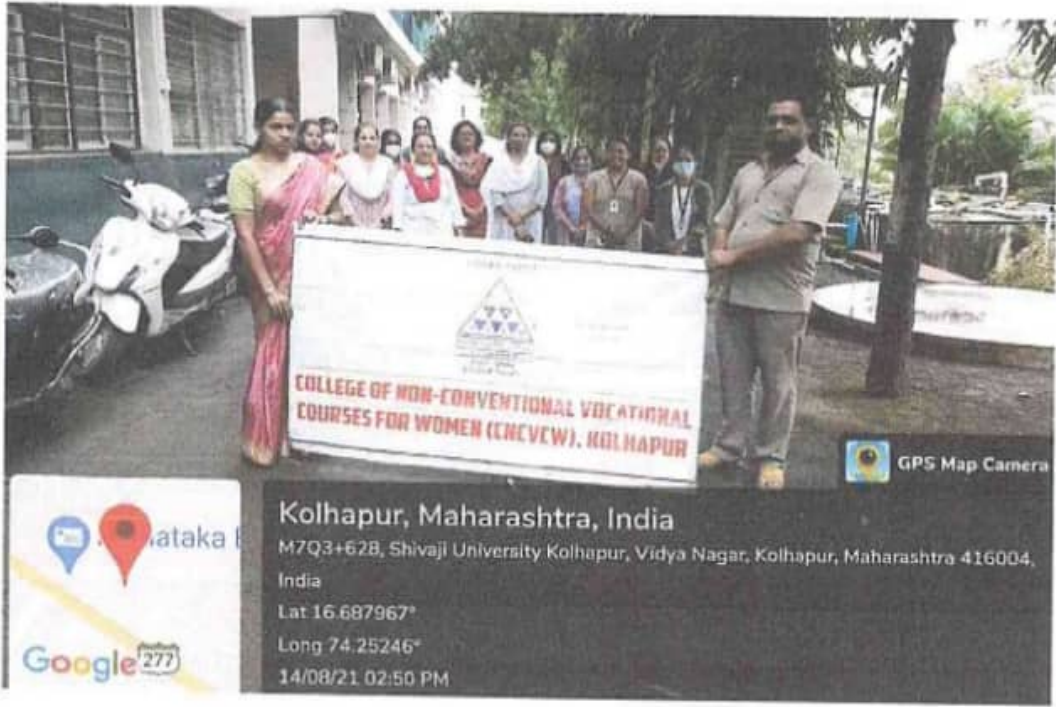 COLLEGE OF NON-CONVENTIONAL VOCATIONAL
COURSES FOR WOMEN (CNCVCW), KOLHAPUR
GPS Map Camera
ataka
Google
277
Kolhapur, Maharashtra, India
M7Q3+628, Shivaji University Kolhapur, Vidya Nagar, Kolhapur, Maharashtra 416004,
India
Lat 16.687967°
Long 74.25246°
14/08/21 02:50 PM